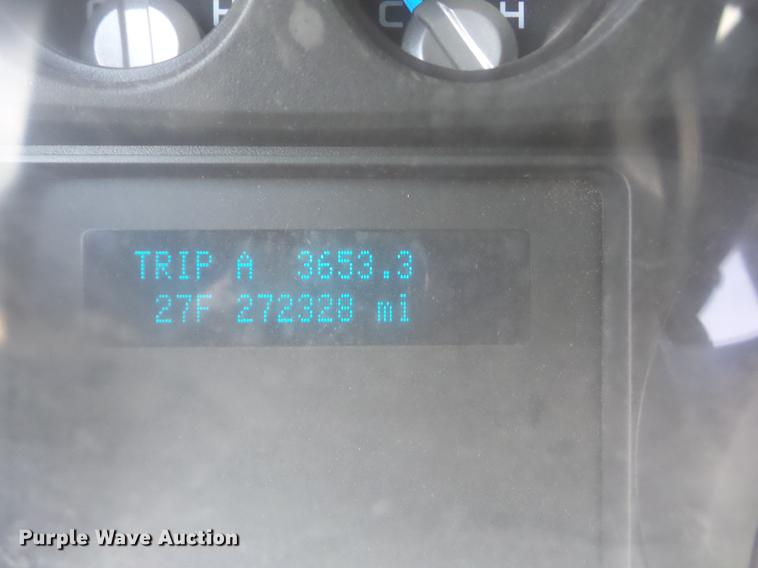 H C H
TRIP A 3653.3
27F 272328 mi
Purple Wave Auction